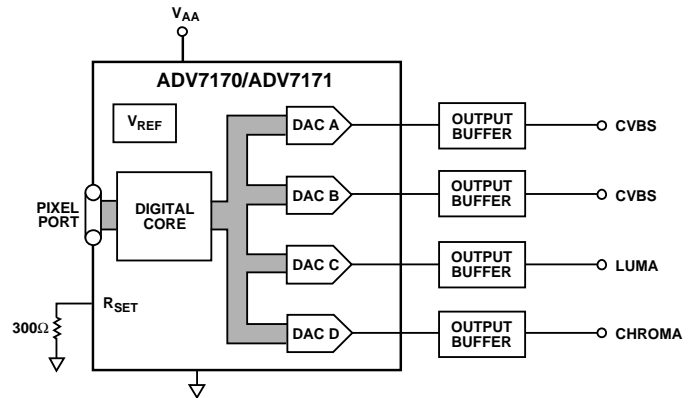 VAA
ADV7170/ADV7171
VREF
DAC A
OUTPUT
BUFFER
CVBS
DAC B
OUTPUT
BUFFER
CVBS
PIXEL
PORT
DIGITAL
CORE
DAC C
OUTPUT
BUFFER
LUMA
RSET
300Ω
DAC D
OUTPUT
BUFFER
CHROMA